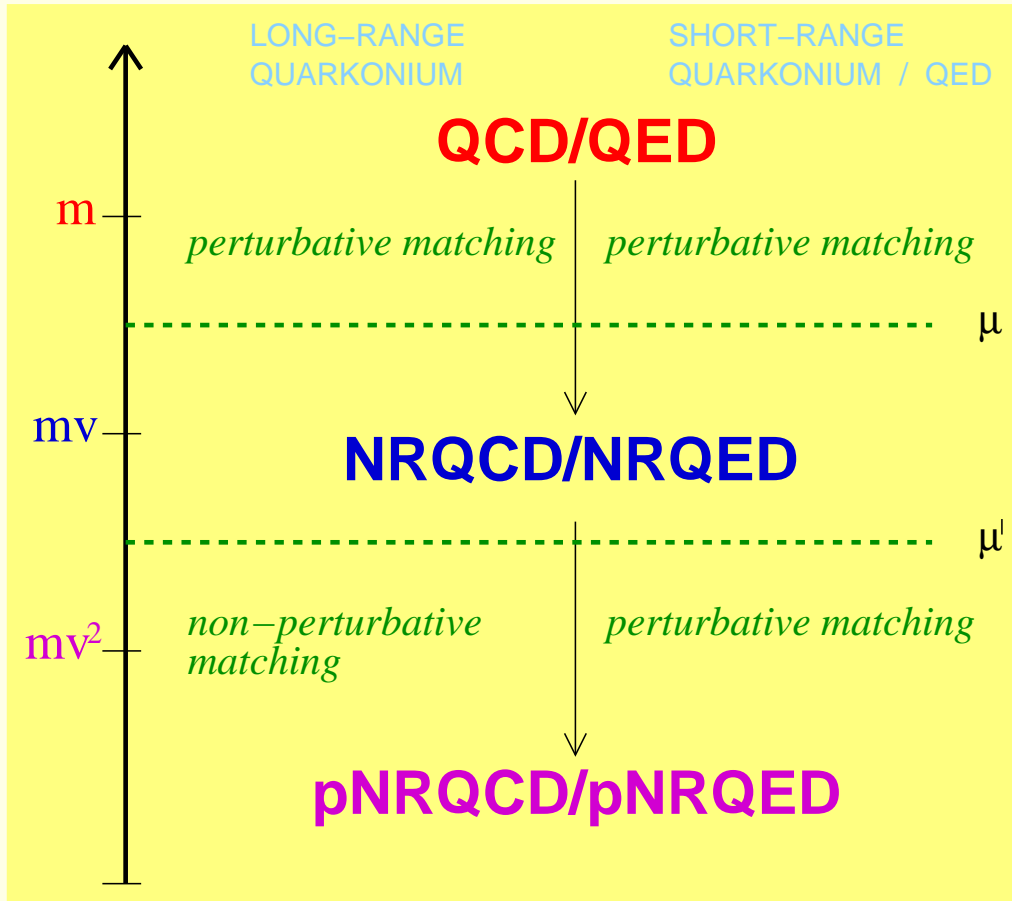 LONG–RANGE
QUARKONIUM
SHORT–RANGE
QUARKONIUM / QED
QCD/QED
m
perturbative matching
perturbative matching
μ
mv
NRQCD/NRQED
μ'
non–perturbative
matching
perturbative matching
mv²
pNRQCD/pNRQED